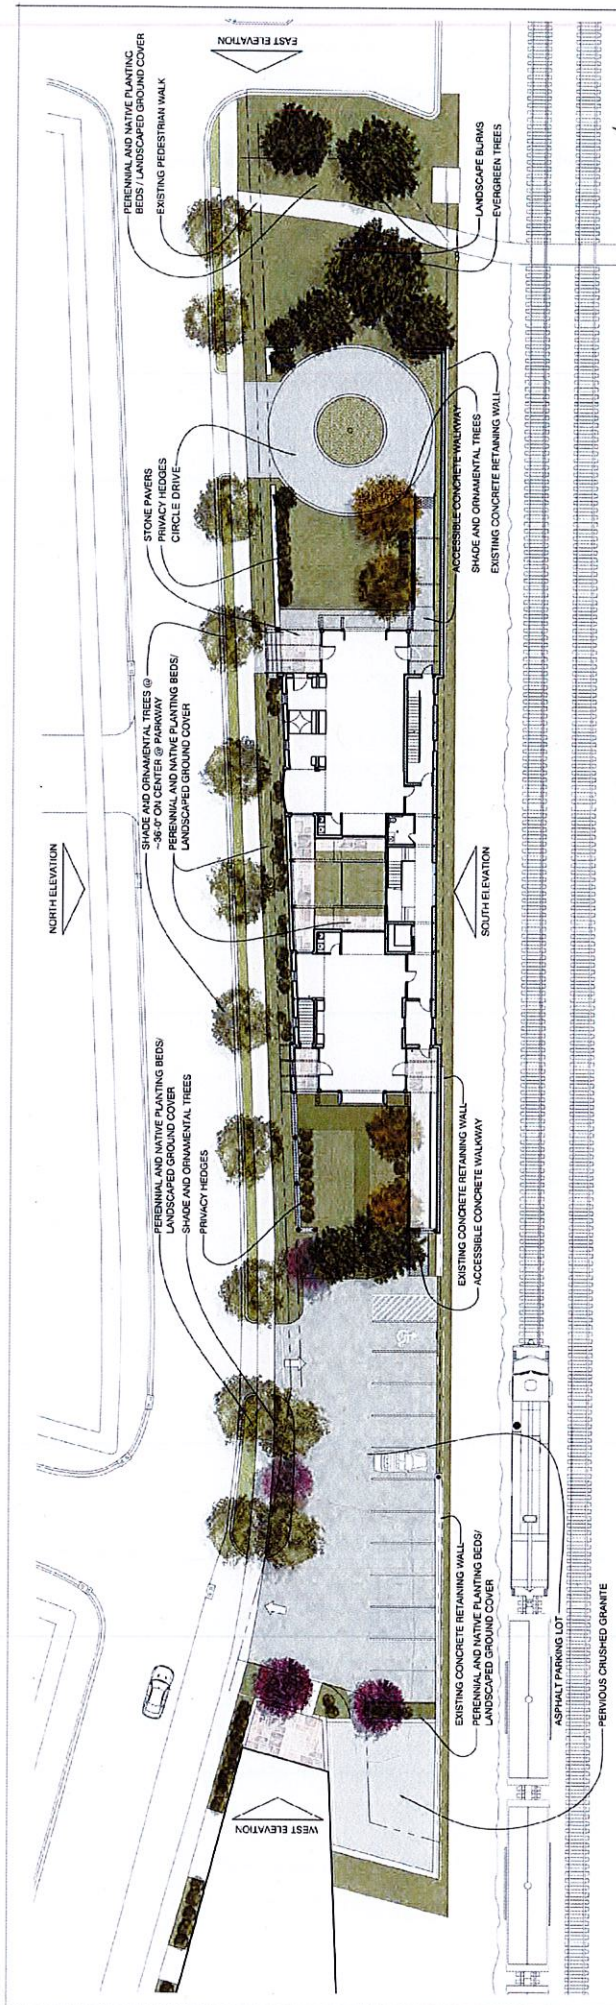 NORTH ELEVATION
EAST ELEVATION
PERENNIAL AND NATIVE PLANTING
BEDS / LANDSCAPED GROUND COVER
EXISTING PEDESTRIAN WALK
STONE PAVERS
PRIVACY HEDGES
CIRCLE DRIVE
SHADE AND ORNAMENTAL TREES @
~36'-0" ON CENTER @ PARKWAY
PERENNIAL AND NATIVE PLANTING BEDS/
LANDSCAPED GROUND COVER
PERENNIAL AND NATIVE PLANTING BEDS/
LANDSCAPED GROUND COVER
SHADE AND ORNAMENTAL TREES
PRIVACY HEDGES
WEST ELEVATION
EXISTING CONCRETE RETAINING WALL
PERENNIAL AND NATIVE PLANTING BEDS/
LANDSCAPED GROUND COVER
ASPHALT PARKING LOT
PERVIOUS CRUSHED GRANITE
EXISTING CONCRETE RETAINING WALL
ACCESSIBLE CONCRETE WALKWAY
SOUTH ELEVATION
ACCESSIBLE CONCRETE WALKWAY
SHADE AND ORNAMENTAL TREES
EXISTING CONCRETE RETAINING WALL
LANDSCAPE BURMS
EVERGREEN TREES